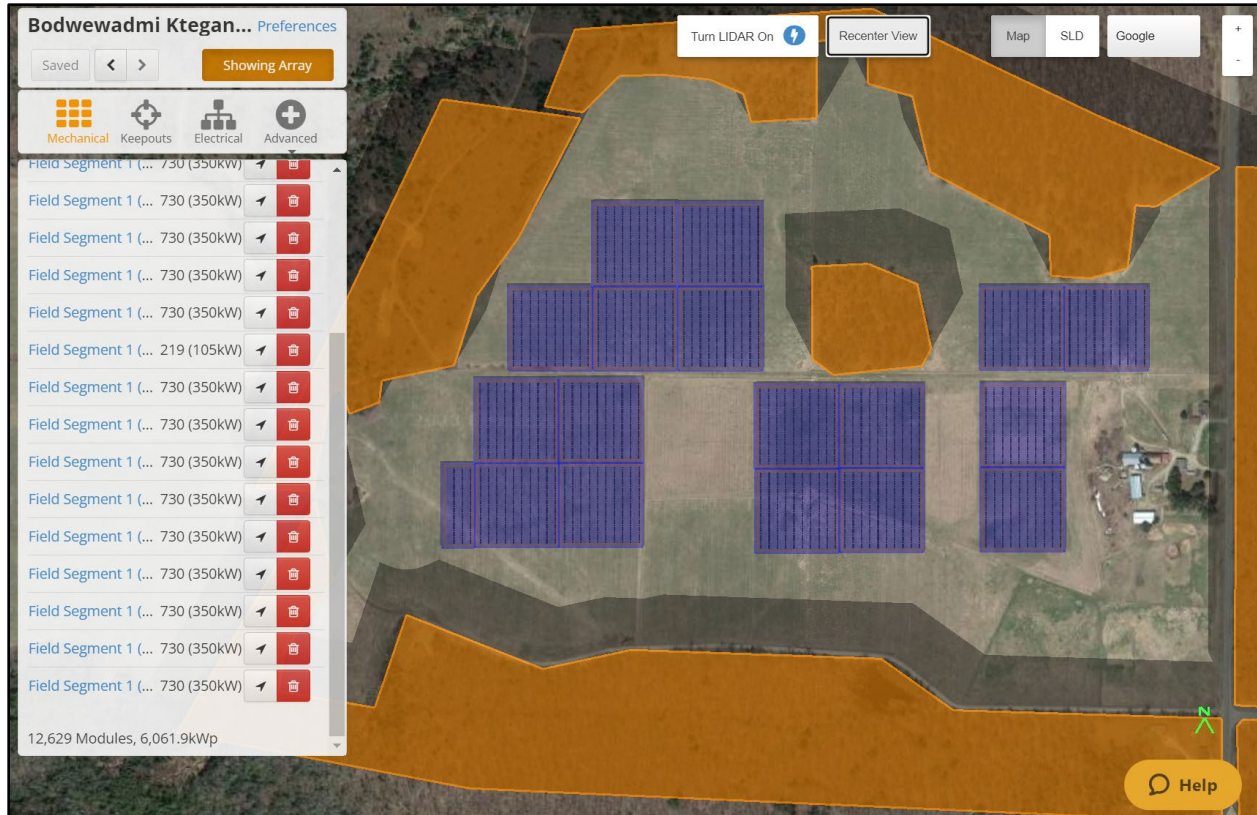 Bodwewadmi Ktegan... Preferences
Saved < > Showing Array
Mechanical Keepouts Electrical Advanced
Field Segment 1 (... 730 (350kW)
Field Segment 1 (... 730 (350kW)
Field Segment 1 (... 730 (350kW)
Field Segment 1 (... 730 (350kW)
Field Segment 1 (... 730 (350kW)
Field Segment 1 (... 219 (105kW)
Field Segment 1 (... 730 (350kW)
Field Segment 1 (... 730 (350kW)
Field Segment 1 (... 730 (350kW)
Field Segment 1 (... 730 (350kW)
Field Segment 1 (... 730 (350kW)
Field Segment 1 (... 730 (350kW)
Field Segment 1 (... 730 (350kW)
Field Segment 1 (... 730 (350kW)
Field Segment 1 (... 730 (350kW)
12,629 Modules, 6,061.9kWp
Turn LIDAR On
Recenter View
Map SLD Google
+
-
N
Help